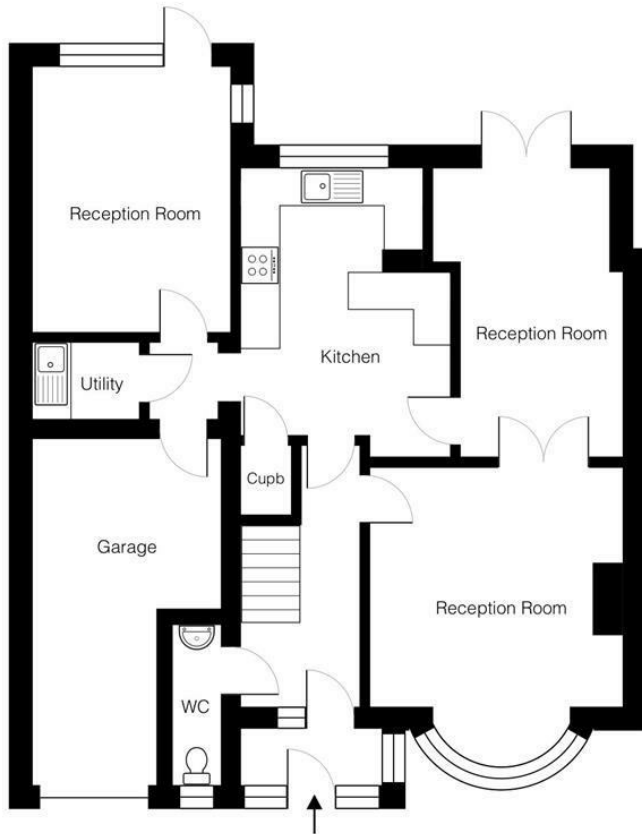 Reception Room
Reception Room
Kitchen
Utility
Cupb
Garage
Reception Room
WC